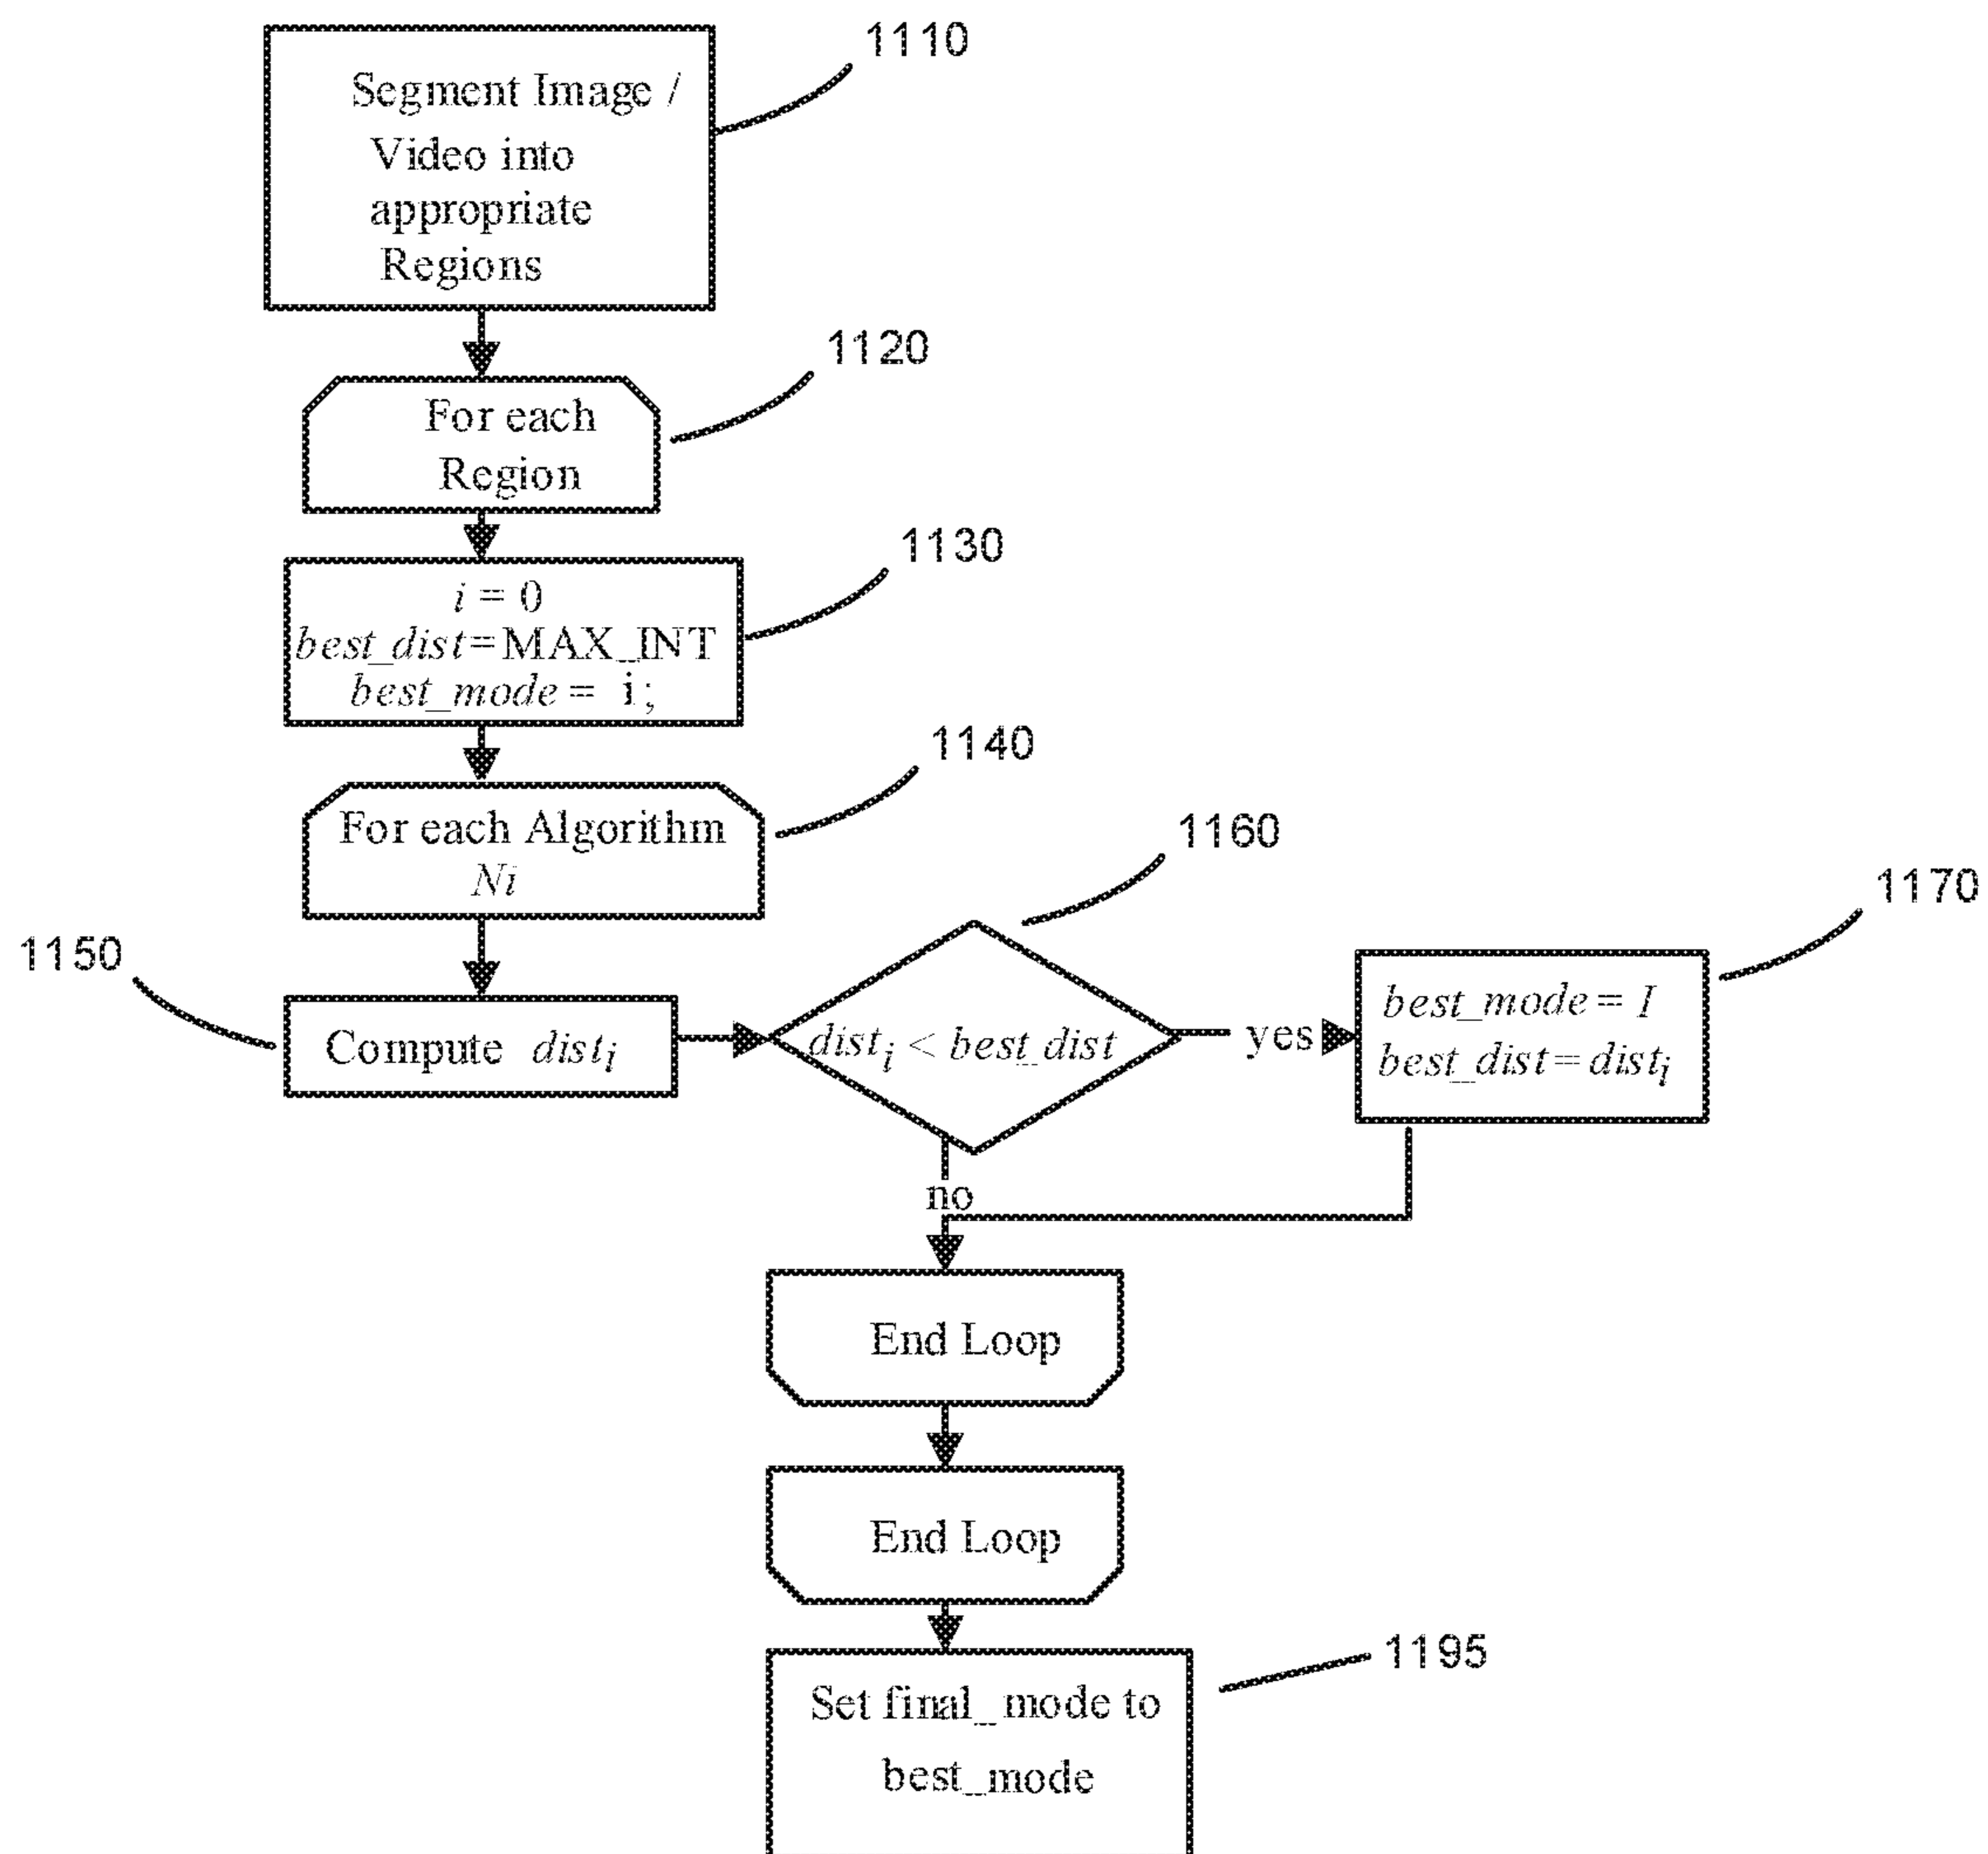 1110
Segment Image /
Video into
appropriate
Regions
1120
For each
Region
1130
i = 0
best_dist=MAX_INT
best_mode = i;
1140
For each Algorithm
Ni
1150
Compute dist_i
1160
dist_i < best_dist
yes
1170
best_mode = I
best_dist = dist_i
no
End Loop
End Loop
1195
Set final_mode to
best_mode